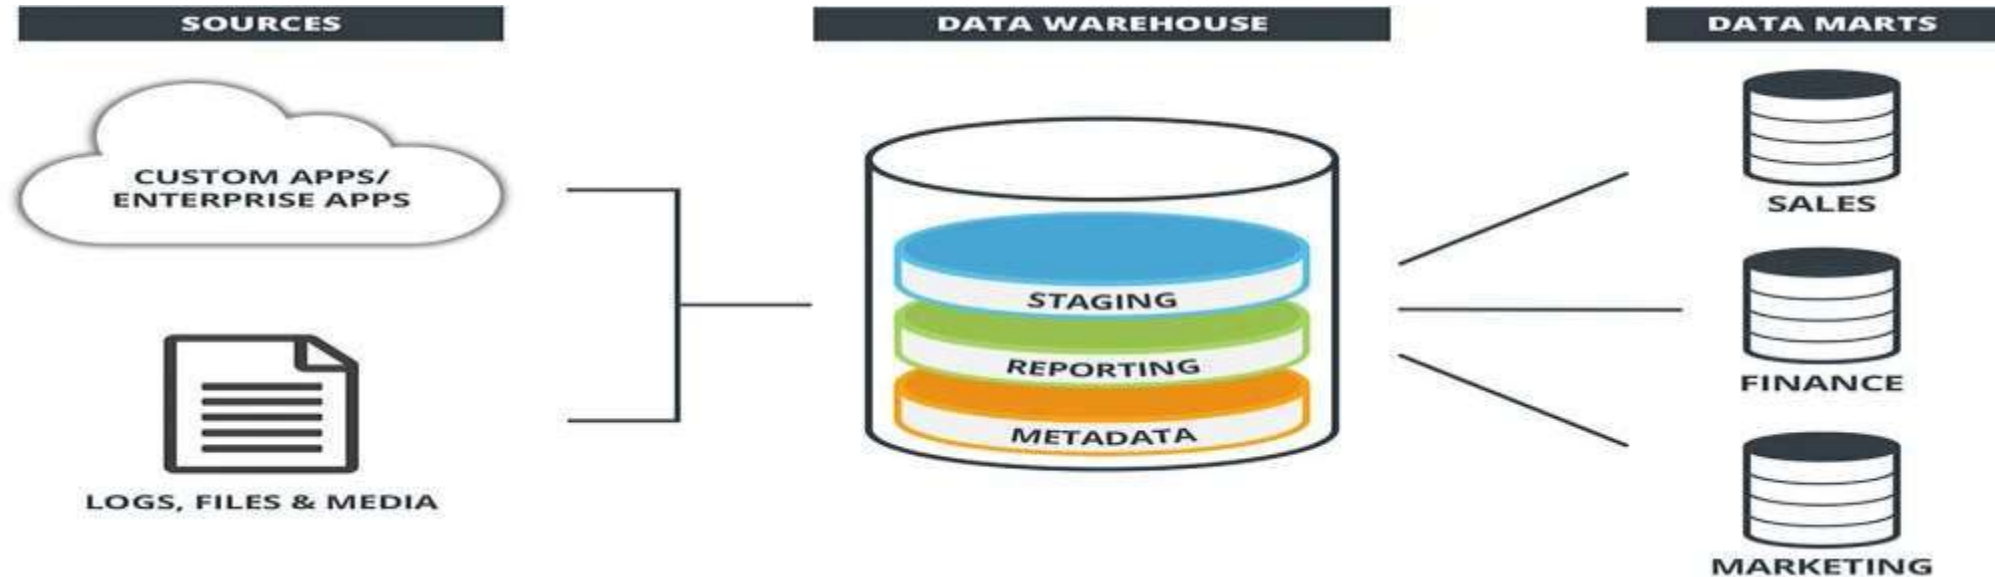 SOURCES
CUSTOM APPS/
ENTERPRISE APPS
LOGS, FILES & MEDIA
DATA WAREHOUSE
STAGING
REPORTING
METADATA
DATA MARTS
SALES
FINANCE
MARKETING